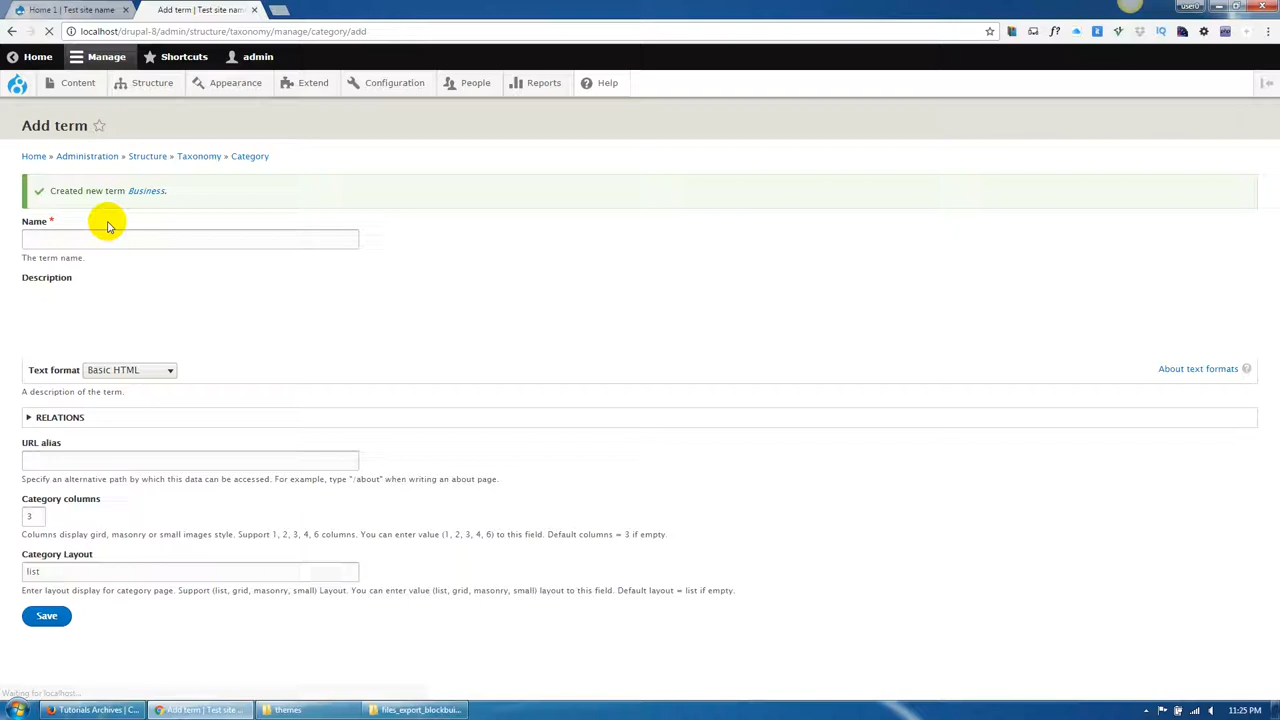 Home 1 | Test site name
Add term | Test site nam
user0
localhost/drupal-8/admin/structure/taxonomy/manage/category/add
Home
Manage
Shortcuts
admin
Content
Structure
Appearance
Extend
Configuration
People
Reports
Help
Add term
Home » Administration » Structure » Taxonomy » Category
Created new term Business.
Name *
The term name.
Description
Text format Basic HTML
About text formats
A description of the term.
RELATIONS
URL alias
Specify an alternative path by which this data can be accessed. For example, type "/about" when writing an about page.
Category columns
3
Columns display gird, masonry or small images style. Support 1, 2, 3, 4, 6 columns. You can enter value (1, 2, 3, 4, 6) to this field. Default columns = 3 if empty.
Category Layout
list
Enter layout display for category page. Support (list, grid, masonry, small) Layout. You can enter value (list, grid, masonry, small) layout to this field. Default layout = list if empty.
Save
Waiting for localhost...
Tutorials Archives | C...
Add term | Test site ...
themes
files_export_blockbui...
11:25 PM